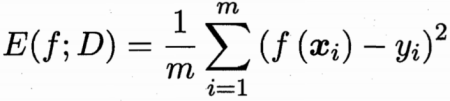 $E(f; D) = \frac{1}{m} \sum_{i=1}^{m} (f(\boldsymbol{x}_i) - y_i)^2$